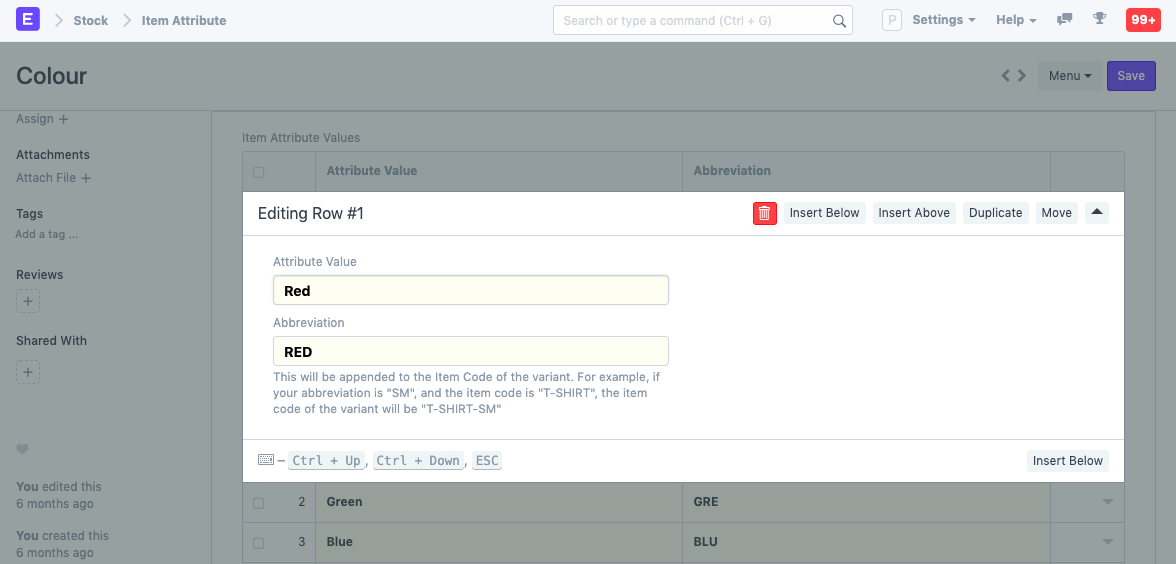 E Stock Item Attribute Search or type a command (Ctrl + G) P Settings Help 99+
Colour Menu Save
Assign +
Attachments
Attach File +
Tags
Add a tag ...
Reviews
+
Shared With
+
You edited this
6 months ago
You created this
6 months ago
Item Attribute Values
Attribute Value Abbreviation
Editing Row #1 Insert Below Insert Above Duplicate Move
Attribute Value
Red
Abbreviation
RED
This will be appended to the Item Code of the variant. For example, if
your abbreviation is "SM", and the item code is "T-SHIRT", the item
code of the variant will be "T-SHIRT-SM"
– Ctrl + Up, Ctrl + Down, ESC Insert Below
2 Green GRE
3 Blue BLU